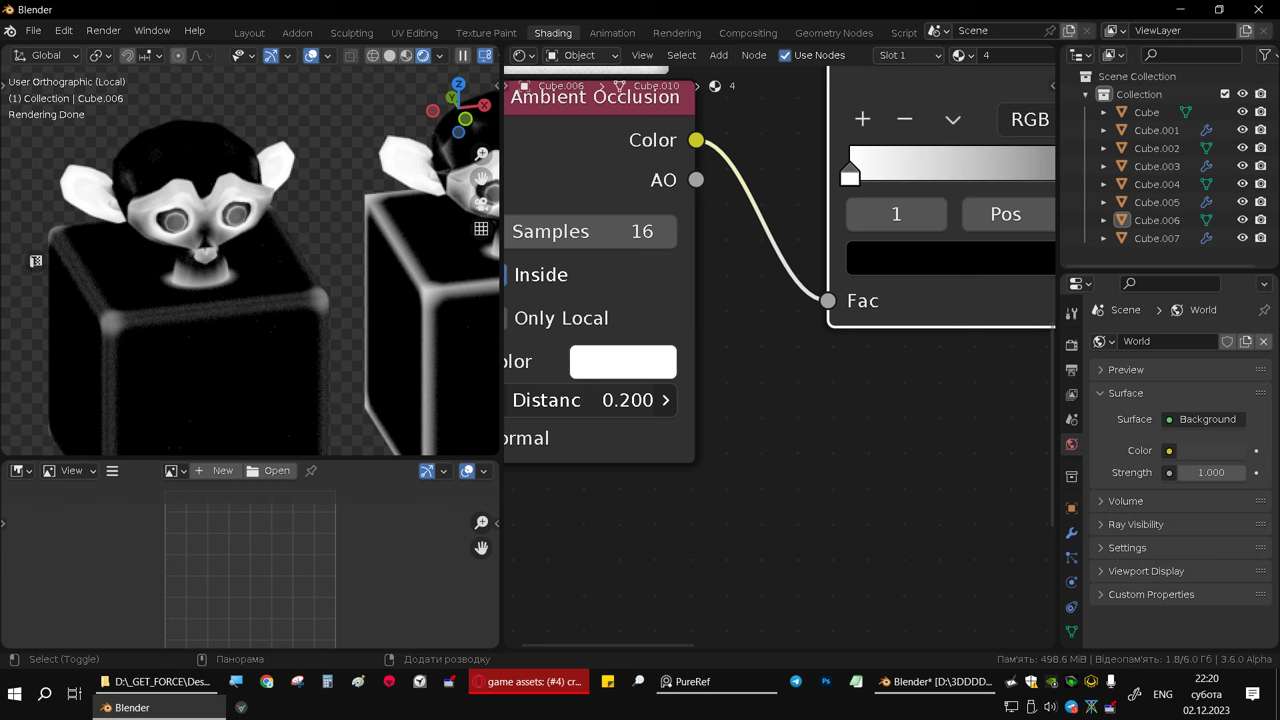 Blender
File Edit Render Window Help
Layout Addon Sculpting UV Editing Texture Paint Shading Animation Rendering Compositing Geometry Nodes Scripting
Scene ViewLayer
Global
Object View Select Add Node Use Nodes Slot 1 4
User Orthographic (Local)
(1) Collection | Cube.006
Rendering Done
Z
Y
X
Cube.006 > Cube.010 > 4
Ambient Occlusion
Color
AO
Samples 16
Inside
Only Local
olor
Distanc 0.200
ormal
RGB
1 Pos
Fac
Scene Collection
Collection
Cube
Cube.001
Cube.002
Cube.003
Cube.004
Cube.005
Cube.006
Cube.007
Scene > World
World
Preview
Surface
Surface Background
Color
Strength 1.000
Volume
Ray Visibility
Settings
Viewport Display
Custom Properties
View New Open
Select (Toggle) Панорама Додати розводку
Пам'ять: 498.6 MiB | Відеопам'ять: 1.8/6.0 GiB | 3.6.0 Alpha
D:\_GET_FORCE\Des... game assets: (#4) cr... PureRef Blender* [D:\3DDDD...
Blender
ENG
22:20
субота
02.12.2023